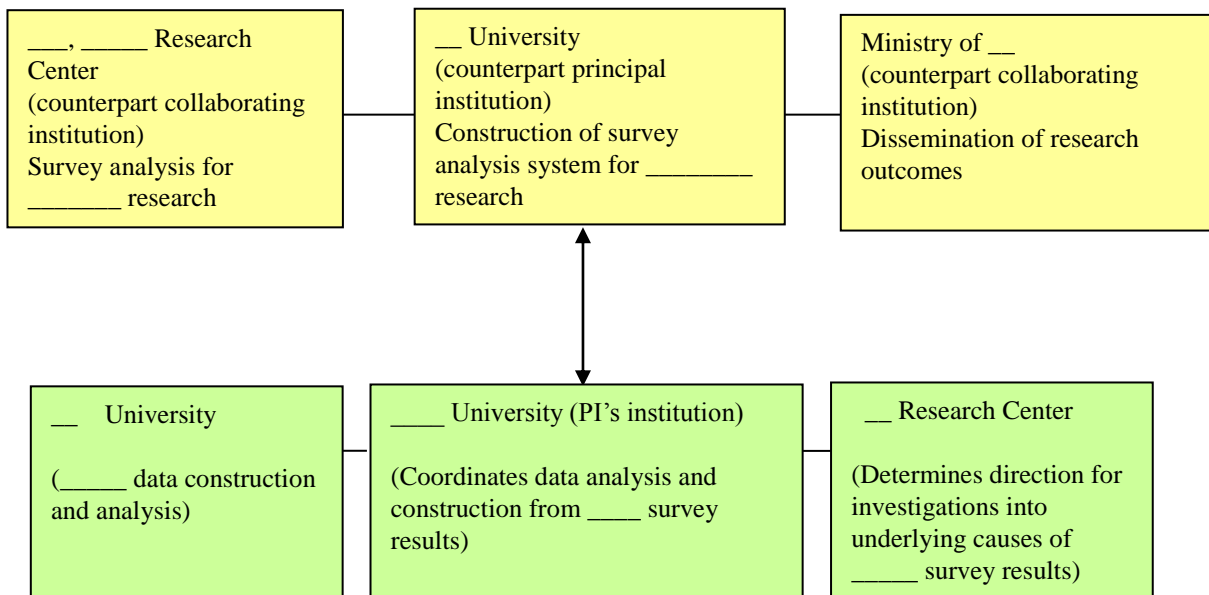 ___, _____ Research
Center
(counterpart collaborating
institution)
Survey analysis for
_______ research
__ University
(counterpart principal
institution)
Construction of survey
analysis system for ________
research
Ministry of __
(counterpart collaborating
institution)
Dissemination of research
outcomes
__ University
(_____ data construction
and analysis)
____ University (PI’s institution)
(Coordinates data analysis and
construction from ____ survey
results)
__ Research Center
(Determines direction for
investigations into
underlying causes of
_____ survey results)